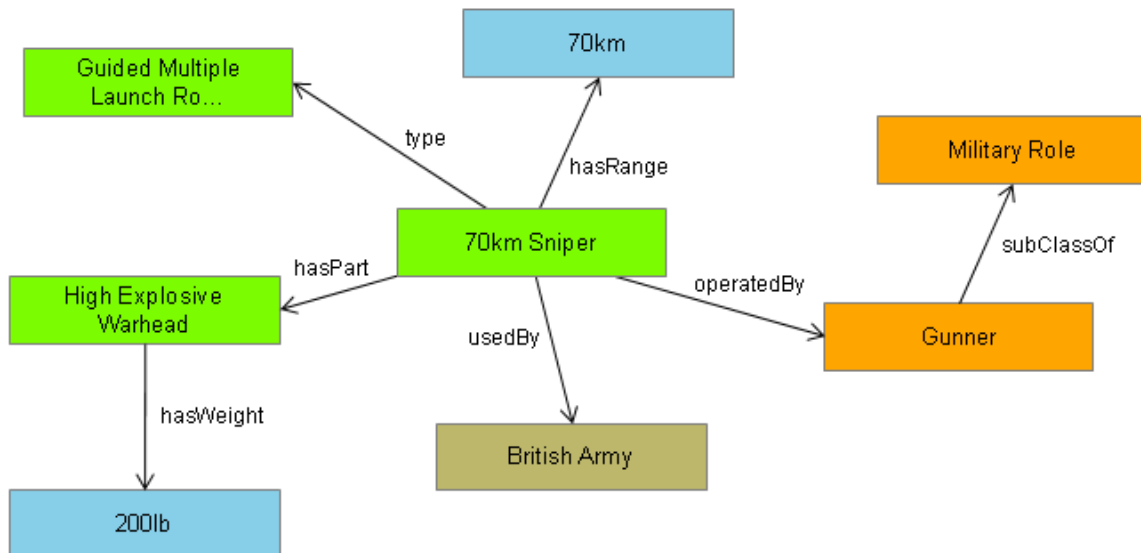 70km
Guided Multiple
Launch Ro...
type
hasRange
Military Role
subClassOf
70km Sniper
hasPart
operatedBy
High Explosive
Warhead
usedBy
Gunner
hasWeight
British Army
200lb